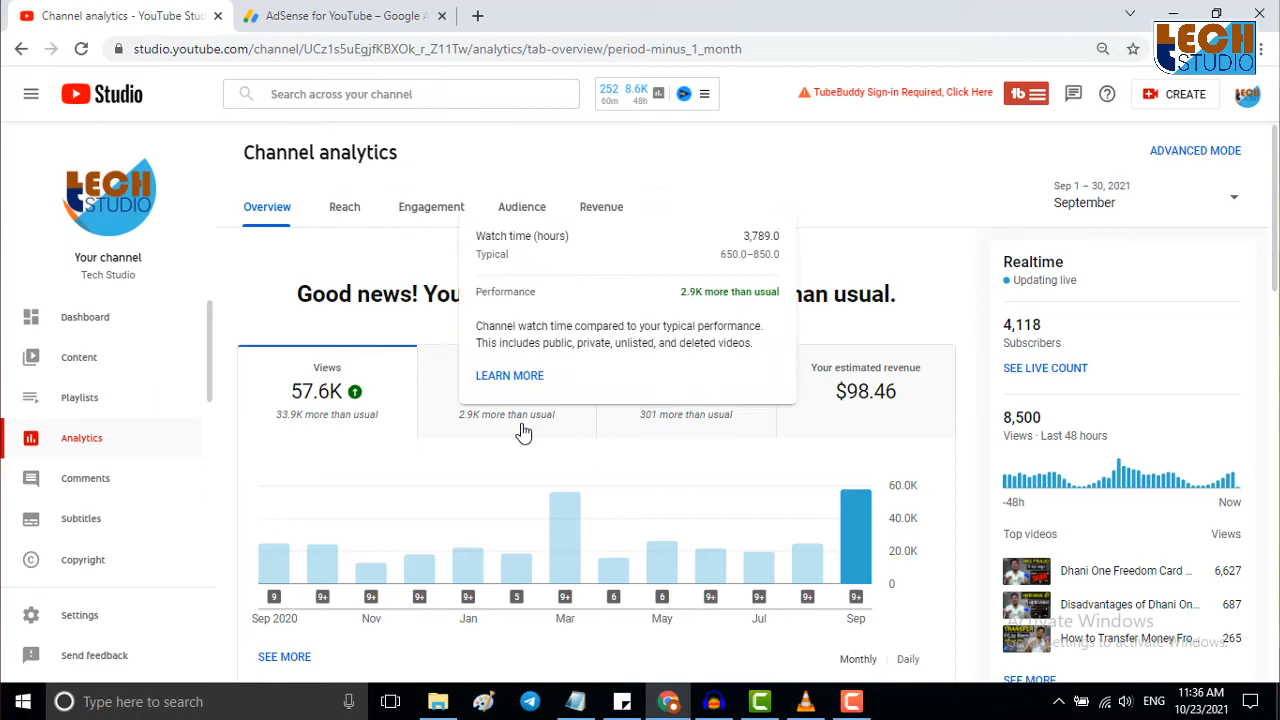 Channel analytics - YouTube Stud
AdSense for YouTube – Google A
studio.youtube.com/channel/UCz1s5uEgjfKBXOk_r_Z11Tw/analytics/tab-overview/period-minus_1_month
TECH
STUDIO
Studio
Search across your channel
252 8.6K
60m 48h
TubeBuddy Sign-in Required, Click Here
tb
CREATE
TECH
STUDIO
Your channel
Tech Studio
Dashboard
Content
Playlists
Analytics
Comments
Subtitles
Copyright
Settings
Send feedback
Channel analytics
ADVANCED MODE
Sep 1 – 30, 2021
September
Overview Reach Engagement Audience Revenue
Good news! You han usual.
Watch time (hours) 3,789.0
Typical 650.0–850.0
Performance 2.9K more than usual
Channel watch time compared to your typical performance.
This includes public, private, unlisted, and deleted videos.
LEARN MORE
Views
57.6K
33.9K more than usual
2.9K more than usual
301 more than usual
Your estimated revenue
$98.46
60.0K
40.0K
20.0K
0
9 9+ 9+ 9+ 9+ 5 9+ 6 6 9+ 9+ 9+ 9+
Sep 2020 Nov Jan Mar May Jul Sep
SEE MORE
Monthly Daily
Realtime
Updating live
4,118
Subscribers
SEE LIVE COUNT
8,500
Views · Last 48 hours
-48h Now
Top videos Views
Dhani One Freedom Card ... 6,627
Disadvantages of Dhani On... 687
How to Transfer Money Fro... 265
SEE MORE
Activate Windows
settings to activate Windows.
Type here to search
ENG
11:36 AM
10/23/2021